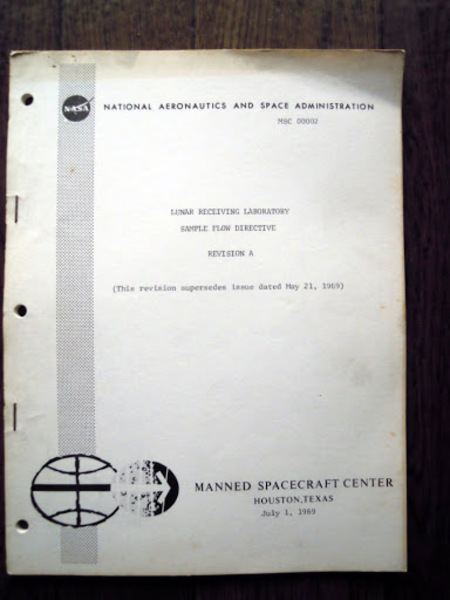 NASA
NATIONAL AERONAUTICS AND SPACE ADMINISTRATION
MSC 00002
LUNAR RECEIVING LABORATORY
SAMPLE FLOW DIRECTIVE
REVISION A
(This revision supersedes issue dated May 21, 1969)
MANNED SPACECRAFT CENTER
HOUSTON, TEXAS
July 1, 1969